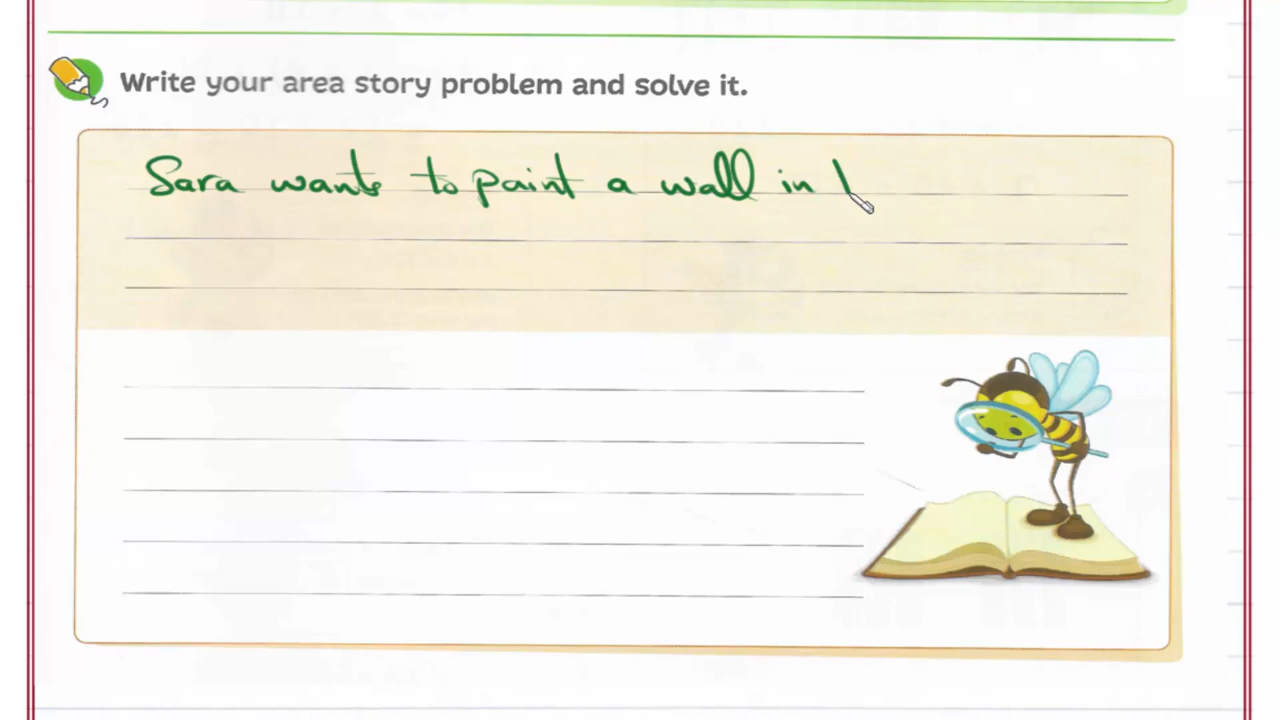 Write your area story problem and solve it.
Sara wants to paint a wall in